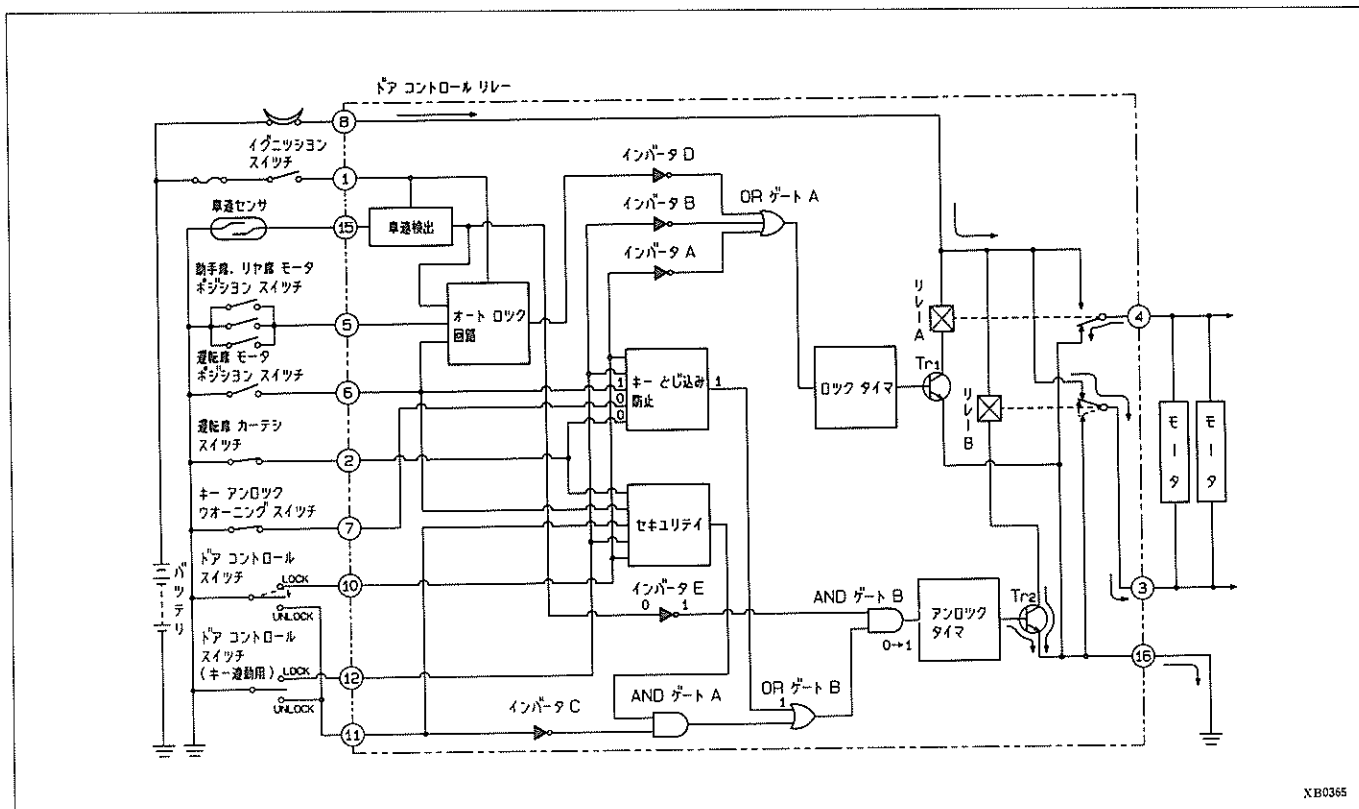 ドア コントロール リレー
8
イグニッション
スイッチ
1
車速センサ
15
車速検出
助手席、リヤ席 モータ
ポジション スイッチ
5
オート ロック
回路
運転席 モータ
ポジション スイッチ
6
運転席 カーテシ
スイッチ
2
キー アンロック
ウオーニング スイッチ
7
ドア コントロール
スイッチ
LOCK
UNLOCK
10
ドア コントロール
スイッチ
(キー連動用)
LOCK
UNLOCK
12
11
バッテリ
インバータ D
インバータ B
インバータ A
OR ゲート A
キー とじ込み
防止
1
0
0
1
セキュリテイ
インバータ E
0 1
インバータ C
AND ゲート A
OR ゲート B
1
AND ゲート B
0→1
ロック タイマ
アンロック
タイマ
Tr1
Tr2
リレーA
リレーB
4
3
16
モータ
モータ
XB0365